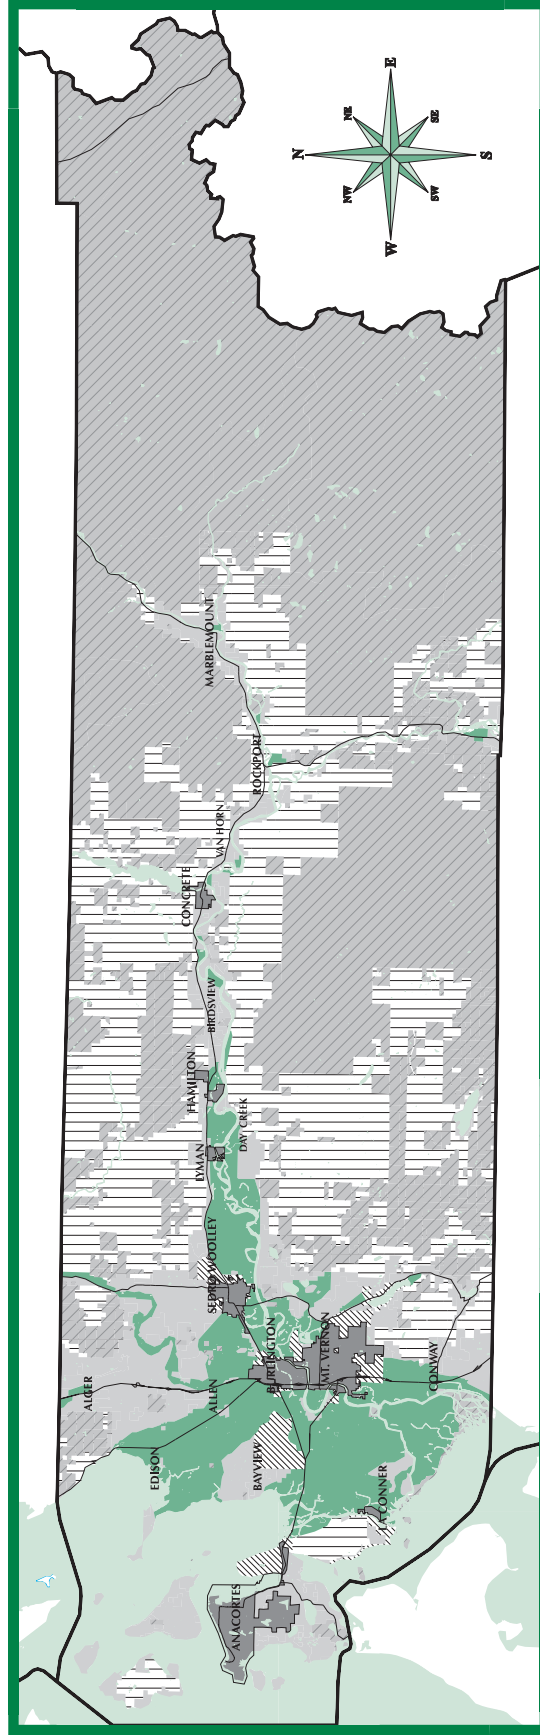 N
NE
E
SE
S
SW
W
NW
MARBLEMOUNT
ROCKPORT
VAN HORN
CONCRETE
BIRDSVIEW
HAMILTON
DAY CREEK
LYMAN
SEDRO WOOLLEY
BURLINGTON
MT. VERNON
CONWAY
ALGER
ALLEN
EDISON
BAYVIEW
LA CONNER
ANACORTES